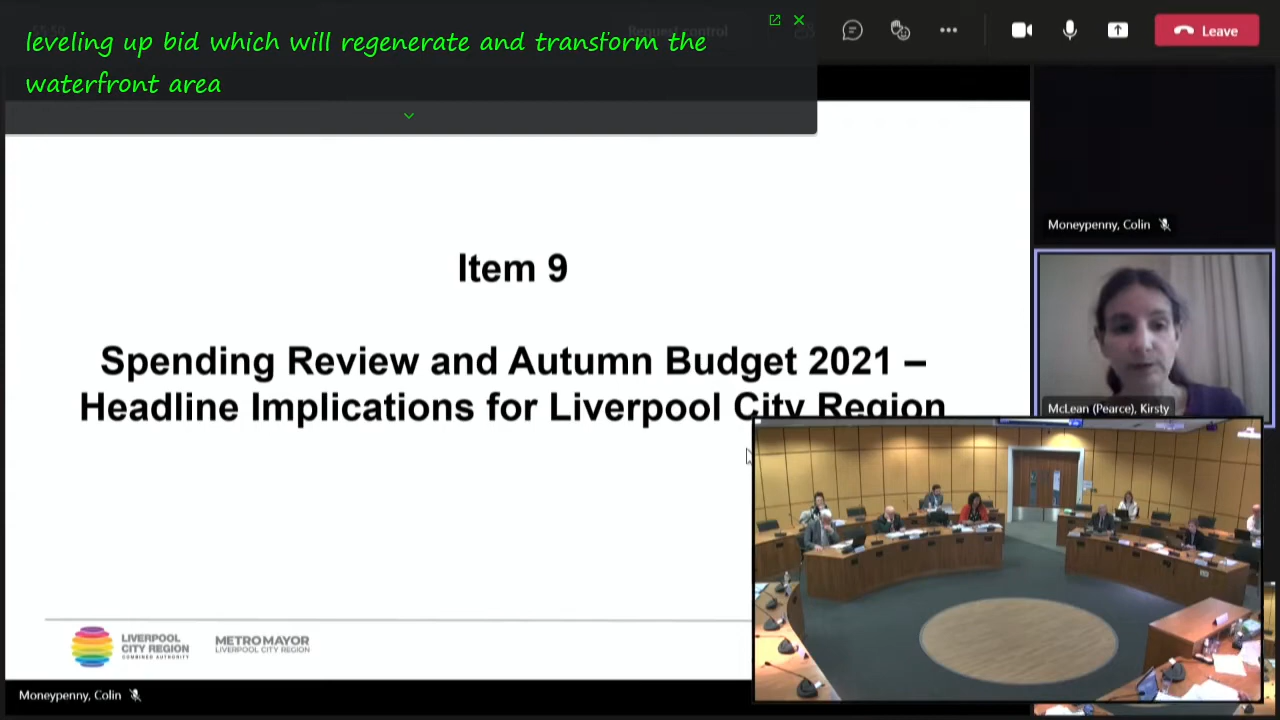 leveling up bid which will regenerate and transform the
waterfront area
Leave
Item 9
Spending Review and Autumn Budget 2021 –
Headline Implications for Liverpool City Region
Moneypenny, Colin
McLean (Pearce), Kirsty
LIVERPOOL
CITY REGION
COMBINED AUTHORITY
METRO MAYOR
LIVERPOOL CITY REGION
Moneypenny, Colin